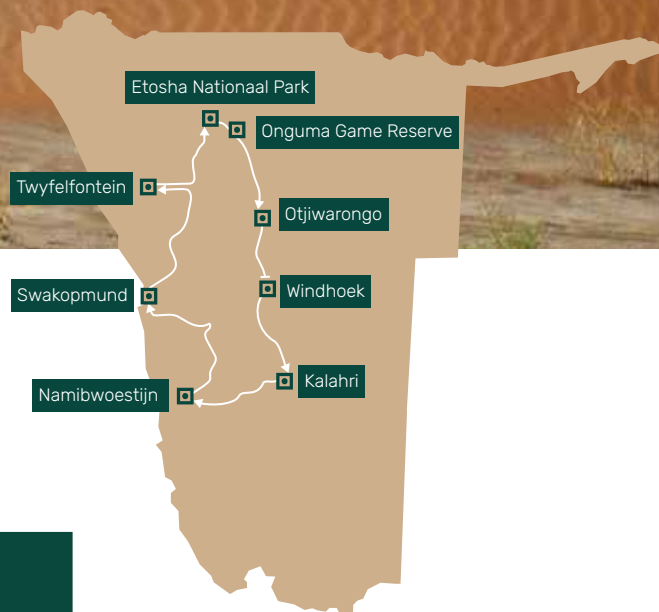 Etosha Nationaal Park
Onguma Game Reserve
Twyfelfontein
Otjiwarongo
Swakopmund
Windhoek
Kalahri
Namibwoestijn